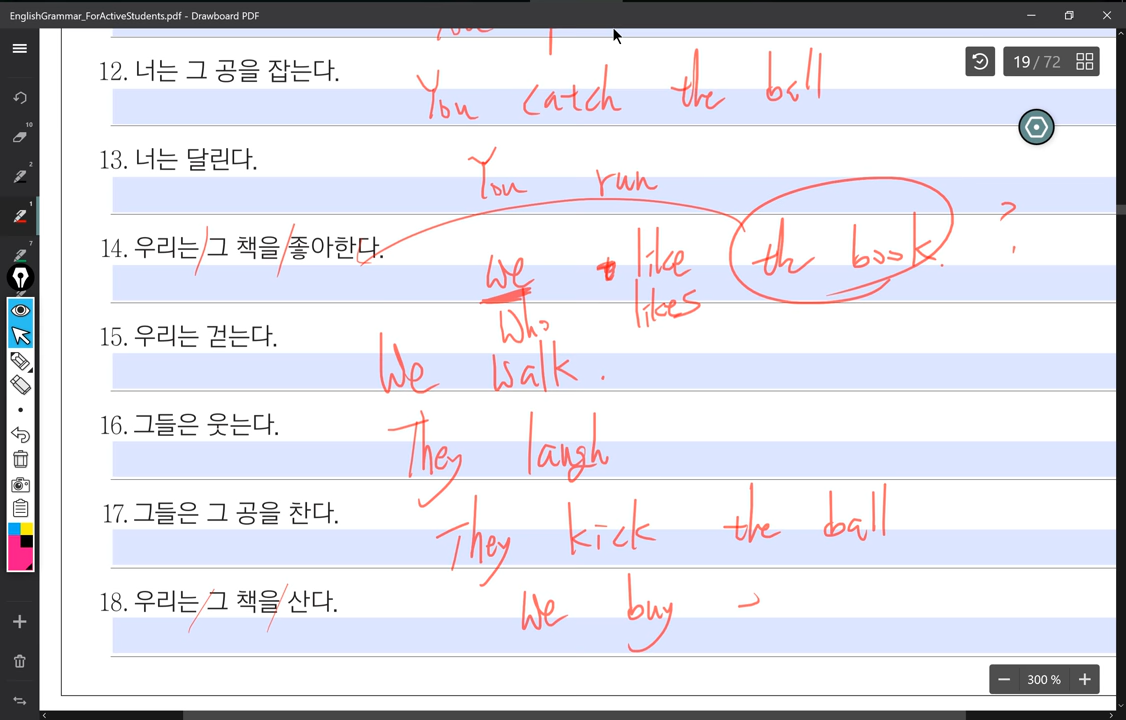 EnglishGrammar_ForActiveStudents.pdf - Drawboard PDF
19 / 72
12. 너는 그 공을 잡는다.
You catch the ball
13. 너는 달린다.
You run
14. 우리는 그 책을 좋아한다.
We like the book. ?
likes
Who
15. 우리는 걷는다.
We walk.
16. 그들은 웃는다.
They laugh
17. 그들은 그 공을 찬다.
They kick the ball
18. 우리는 그 책을 산다.
We buy
300 %
10
2
1
7